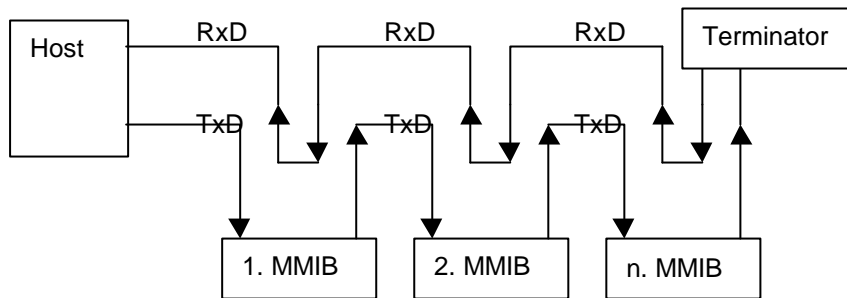 Host
RxD
RxD
RxD
Terminator
TxD
TxD
TxD
1. MMIB
2. MMIB
n. MMIB